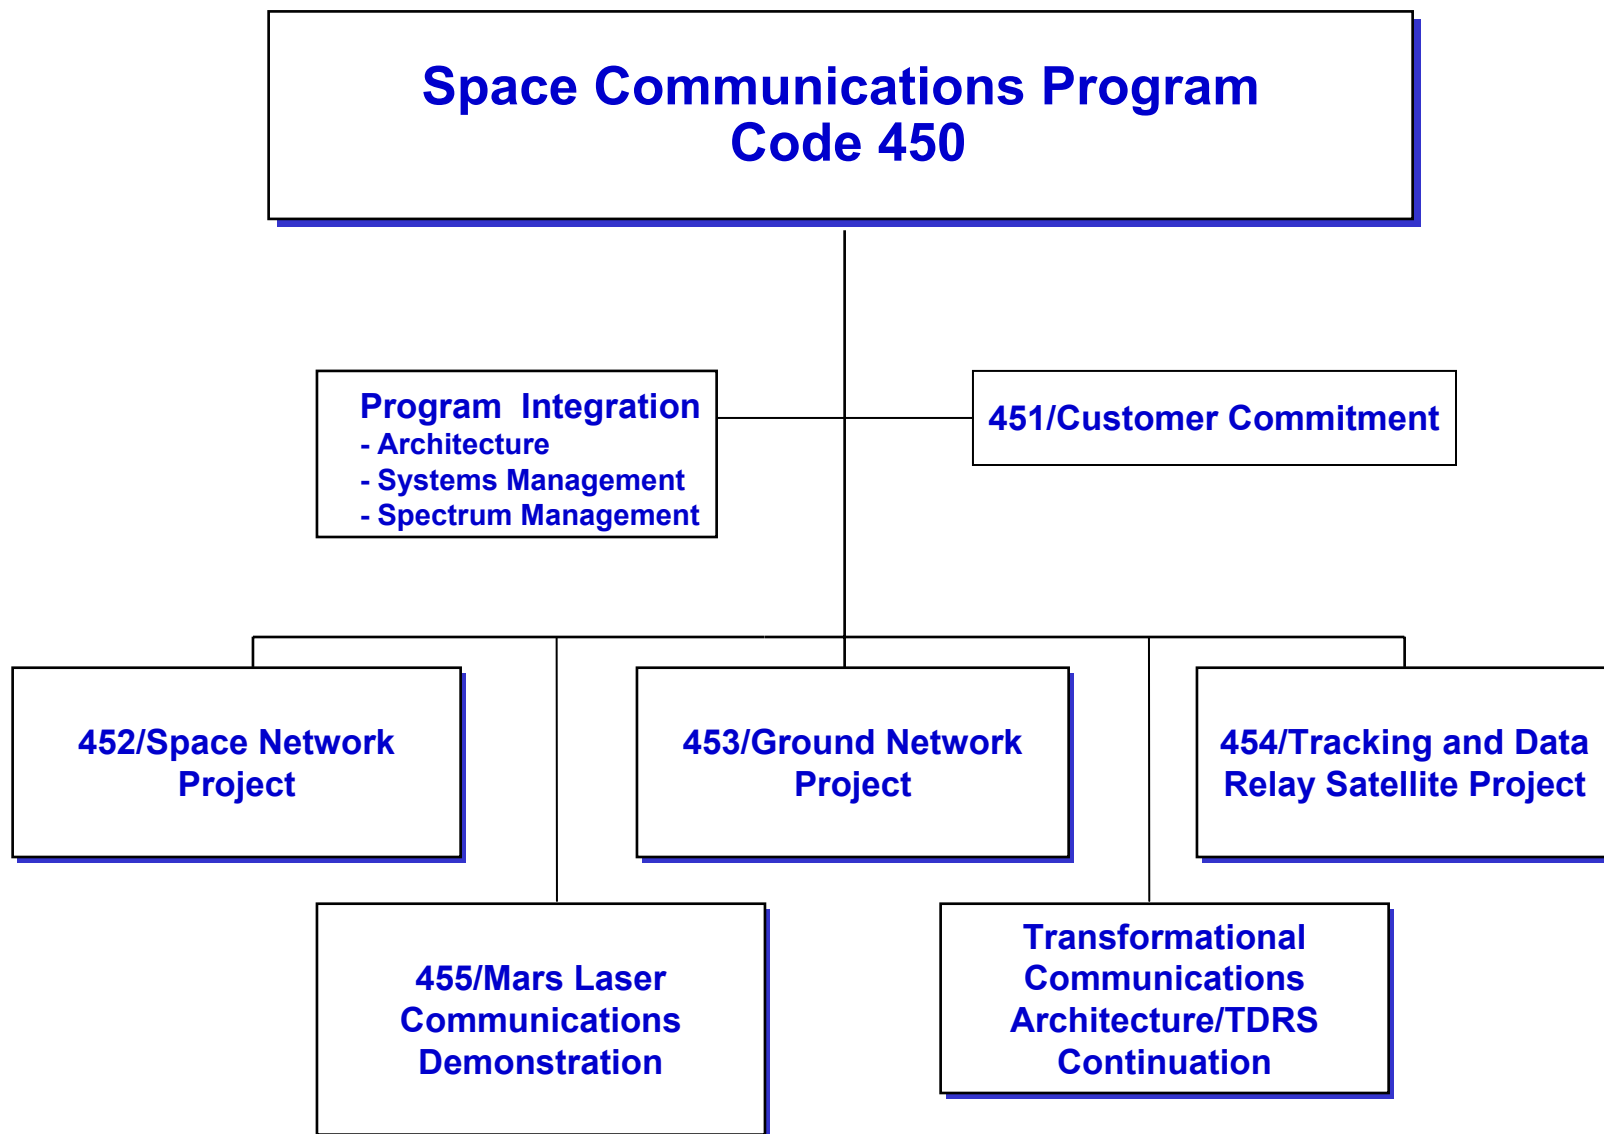 Space Communications Program
Code 450
Program Integration
- Architecture
- Systems Management
- Spectrum Management
451/Customer Commitment
452/Space Network
Project
453/Ground Network
Project
454/Tracking and Data
Relay Satellite Project
455/Mars Laser
Communications
Demonstration
Transformational
Communications
Architecture/TDRS
Continuation